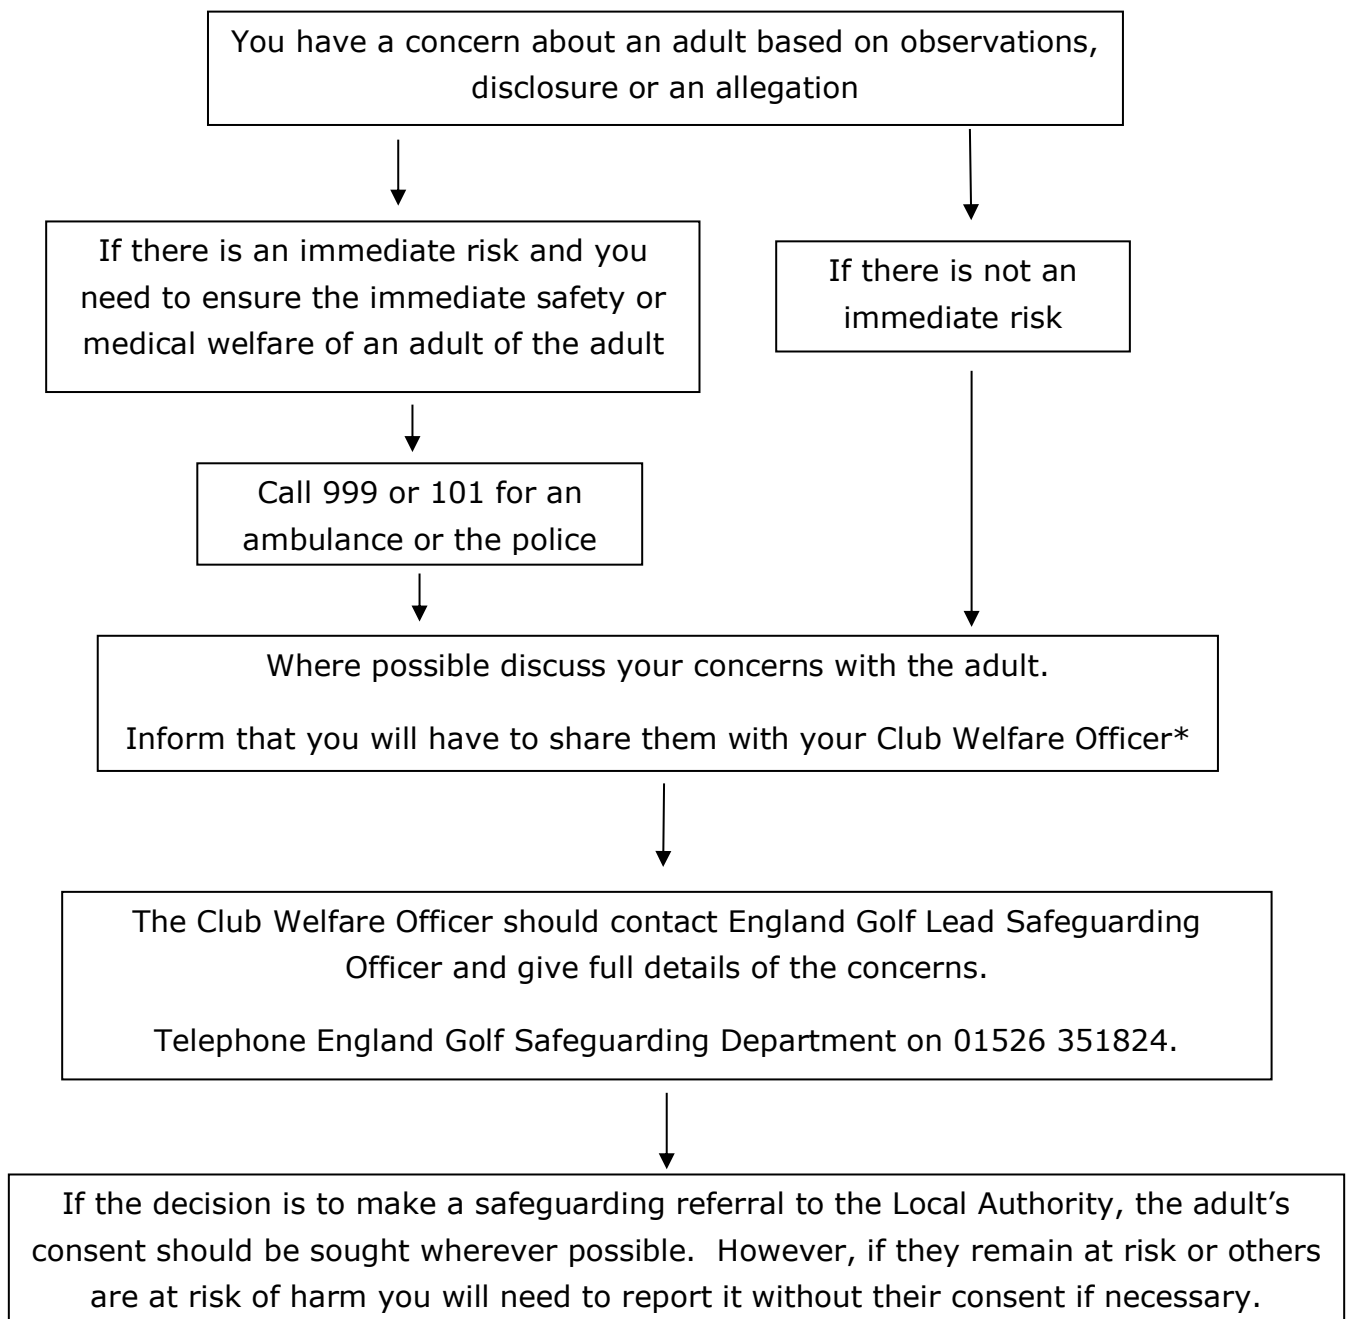 You have a concern about an adult based on observations,
disclosure or an allegation
If there is an immediate risk and you
need to ensure the immediate safety or
medical welfare of an adult of the adult
If there is not an
immediate risk
Call 999 or 101 for an
ambulance or the police
Where possible discuss your concerns with the adult.
Inform that you will have to share them with your Club Welfare Officer*
The Club Welfare Officer should contact England Golf Lead Safeguarding
Officer and give full details of the concerns.
Telephone England Golf Safeguarding Department on 01526 351824.
If the decision is to make a safeguarding referral to the Local Authority, the adult’s
consent should be sought wherever possible.  However, if they remain at risk or others
are at risk of harm you will need to report it without their consent if necessary.